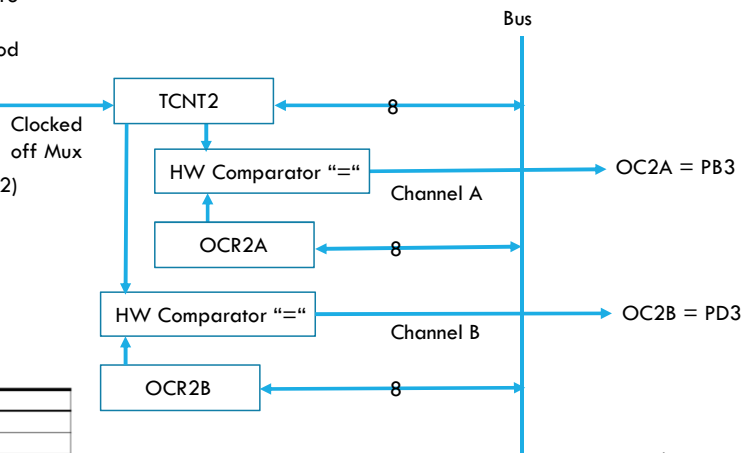 Bus
od
TCNT2
8
Clocked
off Mux
HW Comparator “=“
OC2A = PB3
2)
Channel A
OCR2A
8
HW Comparator “=“
OC2B = PD3
Channel B
OCR2B
8